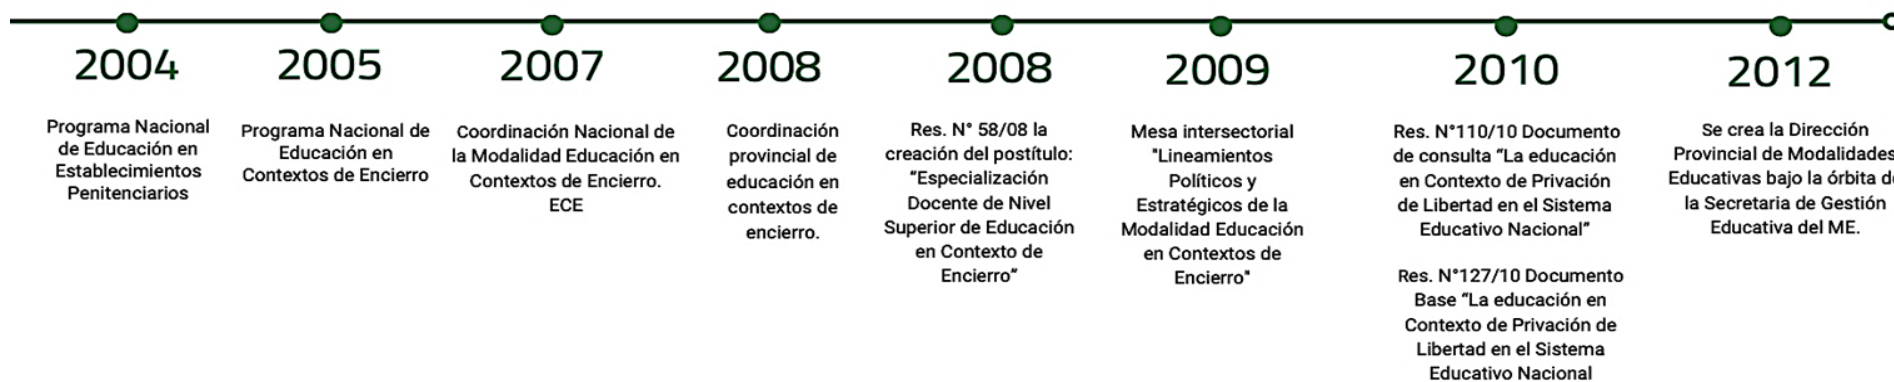 2004
Programa Nacional
de Educación en
Establecimientos
Penitenciarios
2005
Programa Nacional de
Educación en
Contextos de Encierro
2007
Coordinación Nacional de
la Modalidad Educación en
Contextos de Encierro.
ECE
2008
Coordinación
provincial de
educación en
contextos de
encierro.
2008
Res. N° 58/08 la
creación del postítulo:
“Especialización
Docente de Nivel
Superior de Educación
en Contexto de
Encierro”
2009
Mesa intersectorial
"Lineamientos
Políticos y
Estratégicos de la
Modalidad Educación
en Contextos de
Encierro"
2010
Res. N°110/10 Documento
de consulta “La educación
en Contexto de Privación
de Libertad en el Sistema
Educativo Nacional”
Res. N°127/10 Documento
Base “La educación en
Contexto de Privación de
Libertad en el Sistema
Educativo Nacional
2012
Se crea la Dirección
Provincial de Modalidades
Educativas bajo la órbita de
la Secretaria de Gestión
Educativa del ME.